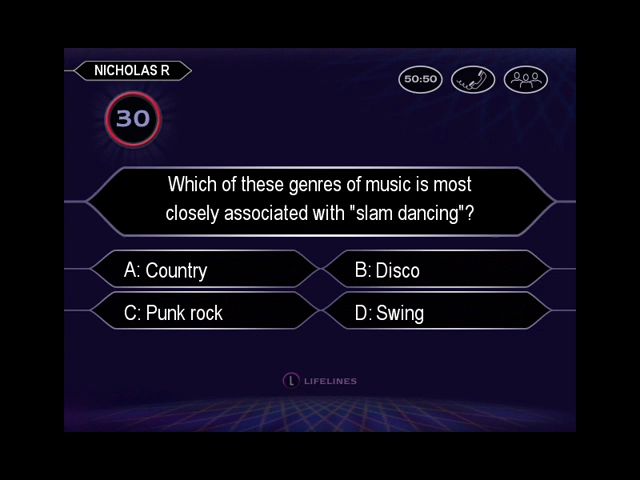 NICHOLAS R
50:50
30
Which of these genres of music is most
closely associated with "slam dancing"?
A: Country
B: Disco
C: Punk rock
D: Swing
L LIFELINES